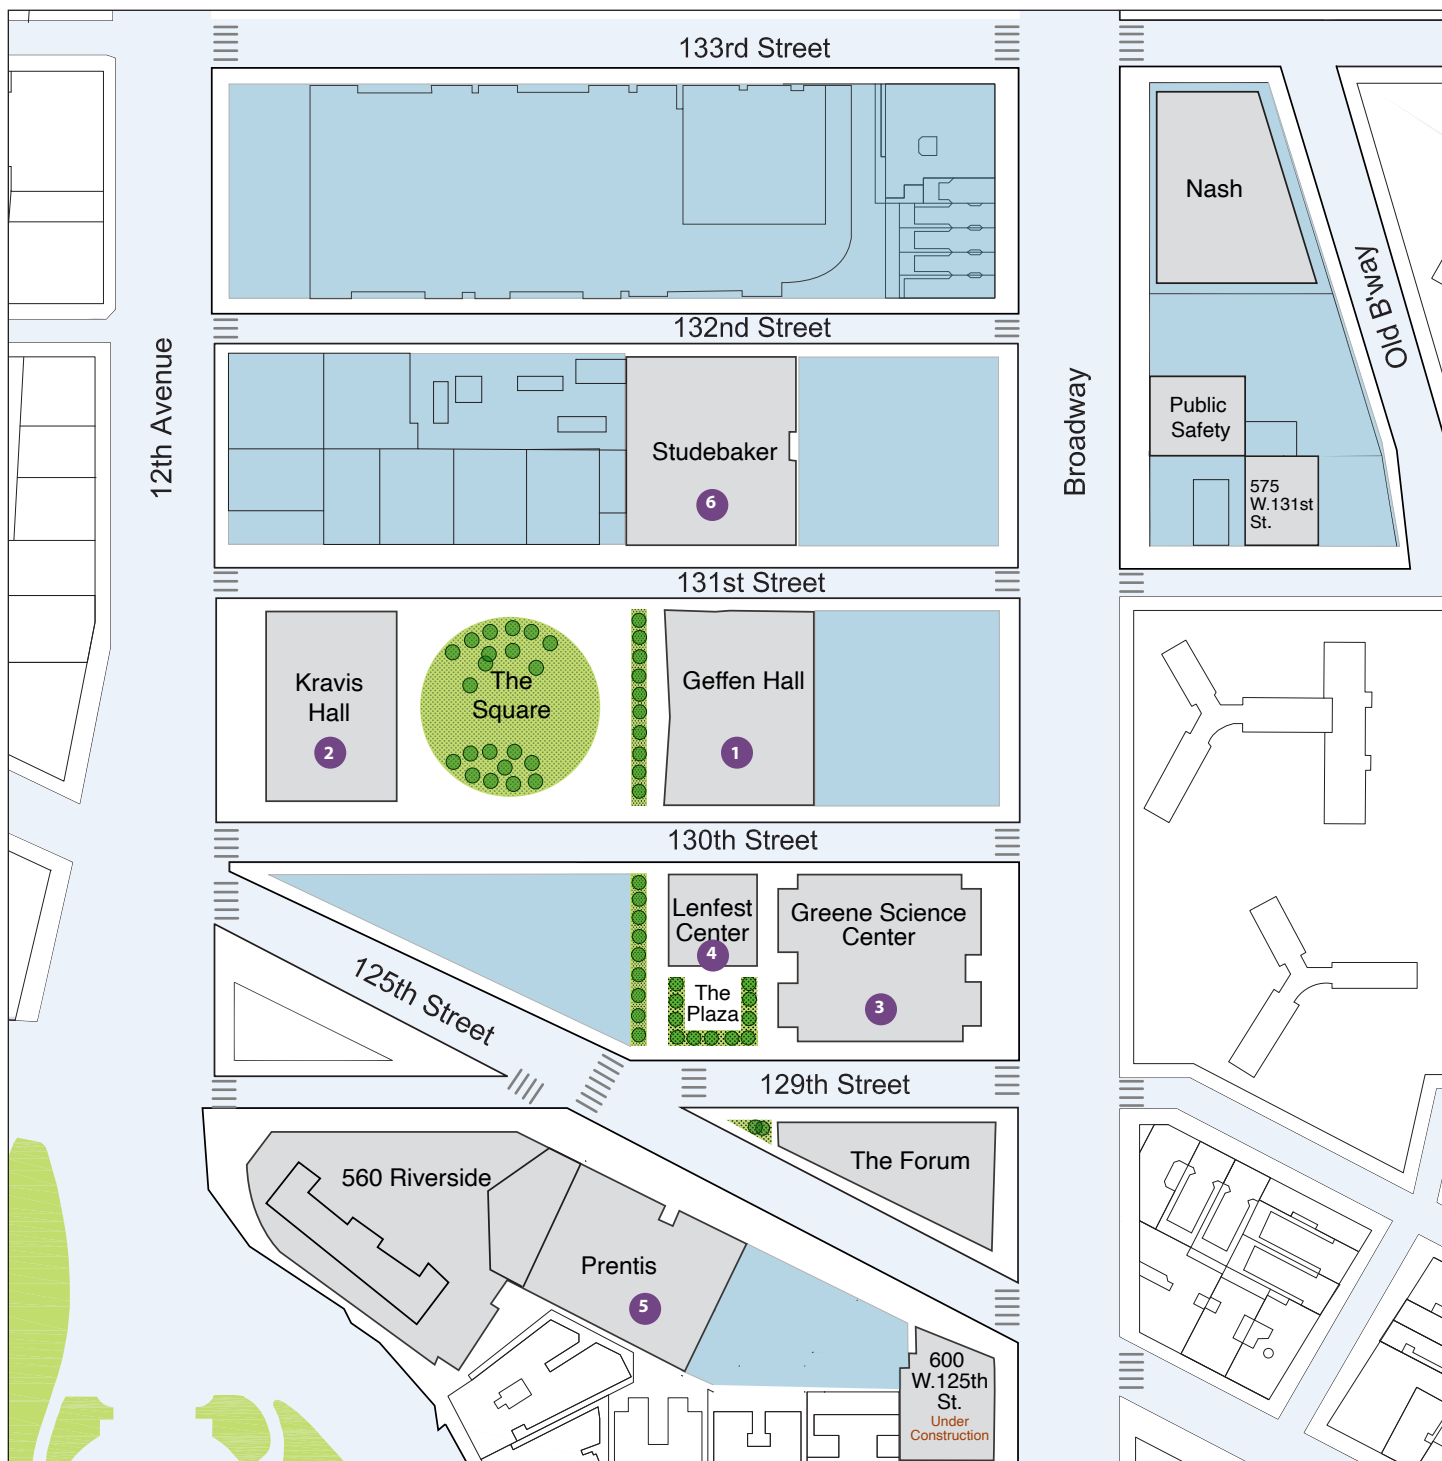 133rd Street
Nash
Old B'way
132nd Street
12th Avenue
Broadway
Studebaker
6
Public
Safety
575
W.131st
St.
131st Street
Kravis
Hall
2
The
Square
Geffen Hall
1
130th Street
Lenfest
Center
4
Greene Science
Center
3
The
Plaza
125th Street
129th Street
The Forum
560 Riverside
Prentis
5
600
W.125th
St.
Under
Construction